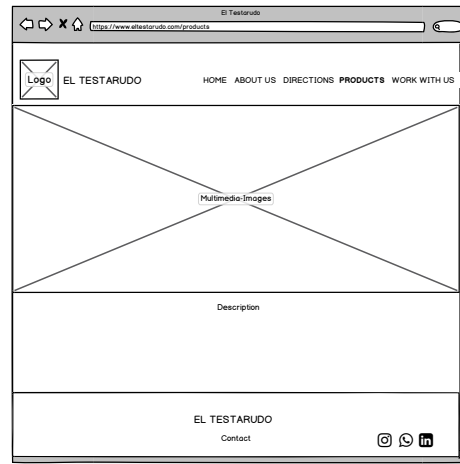 El Testarudo
https://www.eltestarudo.com/products
Logo
EL TESTARUDO
HOME ABOUT US DIRECTIONS PRODUCTS WORK WITH US
Multimedia-Images
Description
EL TESTARUDO
Contact